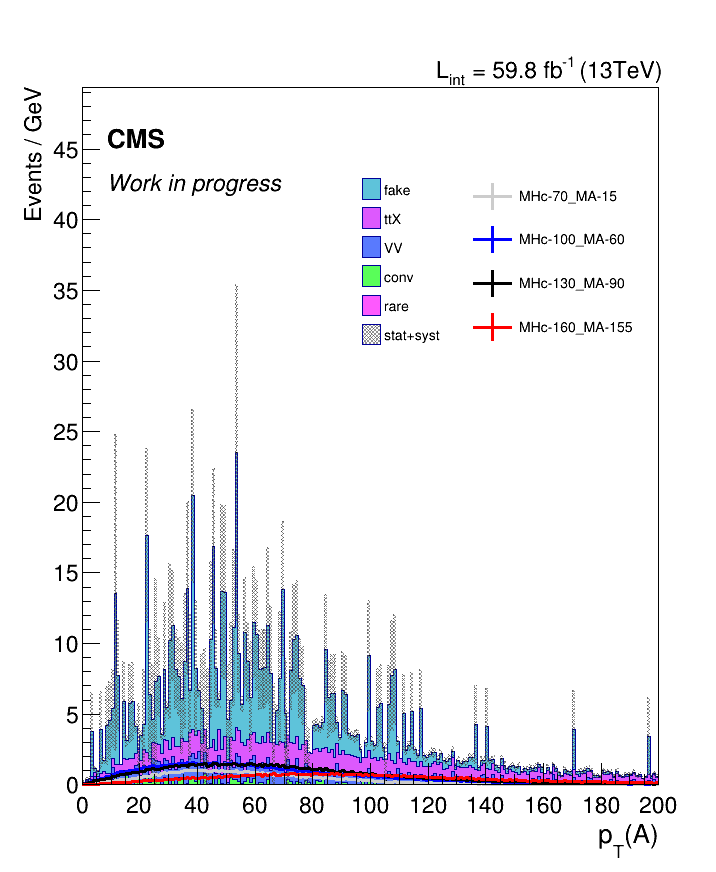 L_int = 59.8 fb^-1 (13TeV)
Events / GeV
CMS
Work in progress
fake
ttX
VV
conv
rare
stat+syst
MHc-70_MA-15
MHc-100_MA-60
MHc-130_MA-90
MHc-160_MA-155
45
40
35
30
25
20
15
10
5
0
0 20 40 60 80 100 120 140 160 180 200
p_T(A)